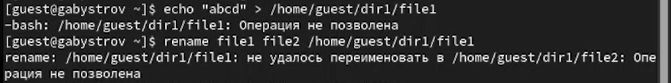 [guest@gabystrov ~]$ echo "abcd" > /home/guest/dir1/file1
-bash: /home/guest/dir1/file1: Операция не позволена
[guest@gabystrov ~]$ rename file1 file2 /home/guest/dir1/file1
rename: /home/guest/dir1/file1: не удалось переименовать в /home/guest/dir1/file2: Опе
рация не позволена